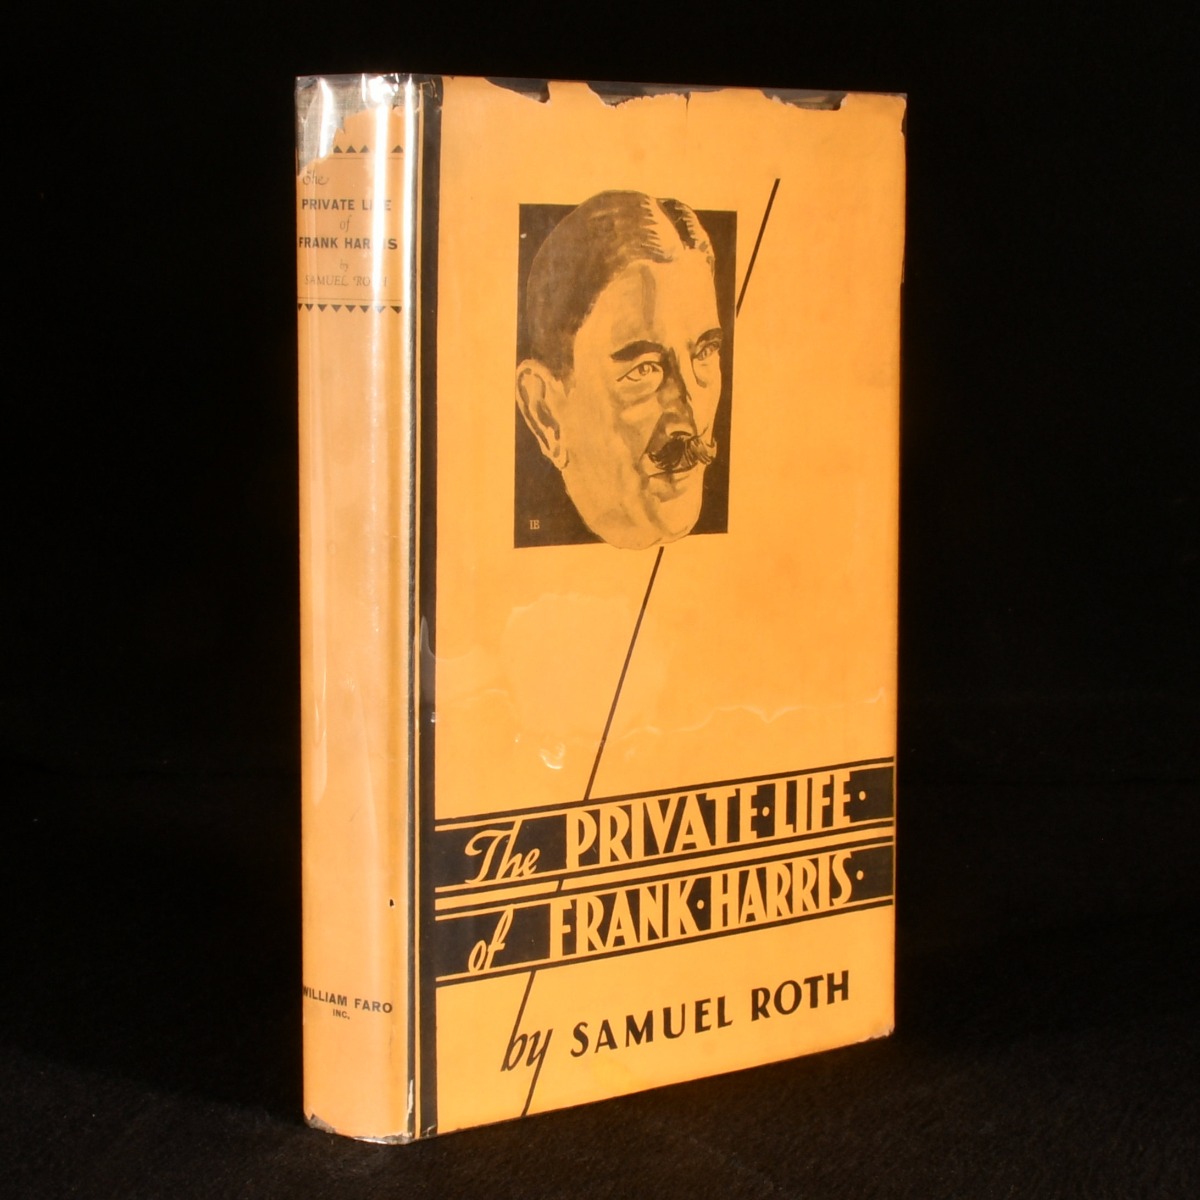 The
PRIVATE LIFE
of
FRANK HARRIS
by
SAMUEL ROTH
WILLIAM FARO
INC.
IE
The PRIVATE·LIFE·
of FRANK·HARRIS·
by SAMUEL ROTH